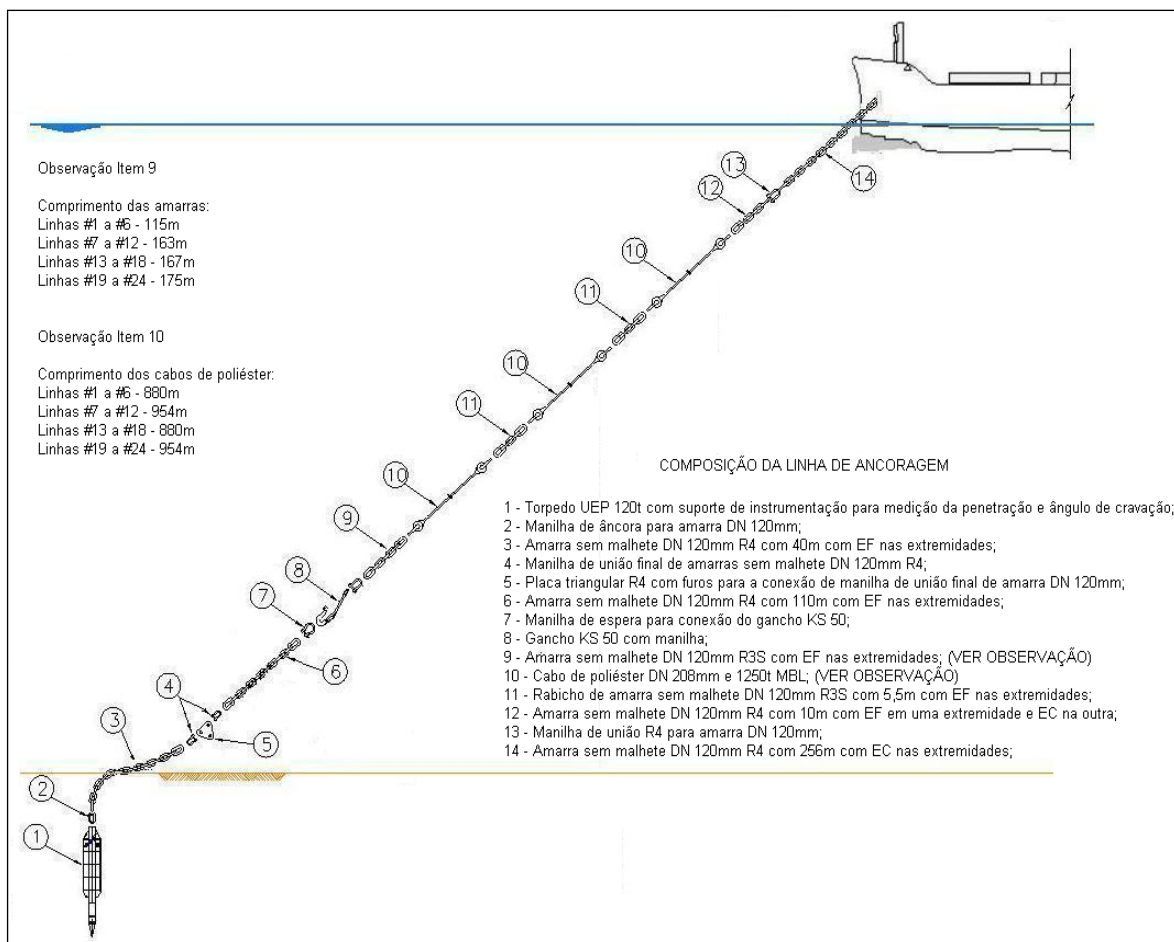 Observação Item 9
Comprimento das amarras:
Linhas #1 a #6 - 115m
Linhas #7 a #12 - 163m
Linhas #13 a #18 - 167m
Linhas #19 a #24 - 175m
Observação Item 10
Comprimento dos cabos de poliéster:
Linhas #1 a #6 - 880m
Linhas #7 a #12 - 954m
Linhas #13 a #18 - 880m
Linhas #19 a #24 - 954m
13
12
14
10
11
10
11
10
9
8
7
6
4
3
5
2
1
COMPOSIÇÃO DA LINHA DE ANCORAGEM
1 - Torpedo UEP 120t com suporte de instrumentação para medição da penetração e ângulo de cravação;
2 - Manilha de âncora para amarra DN 120mm;
3 - Amarra sem malhete DN 120mm R4 com 40m com EF nas extremidades;
4 - Manilha de união final de amarras sem malhete DN 120mm R4;
5 - Placa triangular R4 com furos para a conexão de manilha de união final de amarra DN 120mm;
6 - Amarra sem malhete DN 120mm R4 com 110m com EF nas extremidades;
7 - Manilha de espera para conexão do gancho KS 50;
8 - Gancho KS 50 com manilha;
9 - Amarra sem malhete DN 120mm R3S com EF nas extremidades; (VER OBSERVAÇÃO)
10 - Cabo de poliéster DN 208mm e 1250t MBL; (VER OBSERVAÇÃO)
11 - Rabicho de amarra sem malhete DN 120mm R3S com 5,5m com EF nas extremidades;
12 - Amarra sem malhete DN 120mm R4 com 10m com EF em uma extremidade e EC na outra;
13 - Manilha de união R4 para amarra DN 120mm;
14 - Amarra sem malhete DN 120mm R4 com 256m com EC nas extremidades;